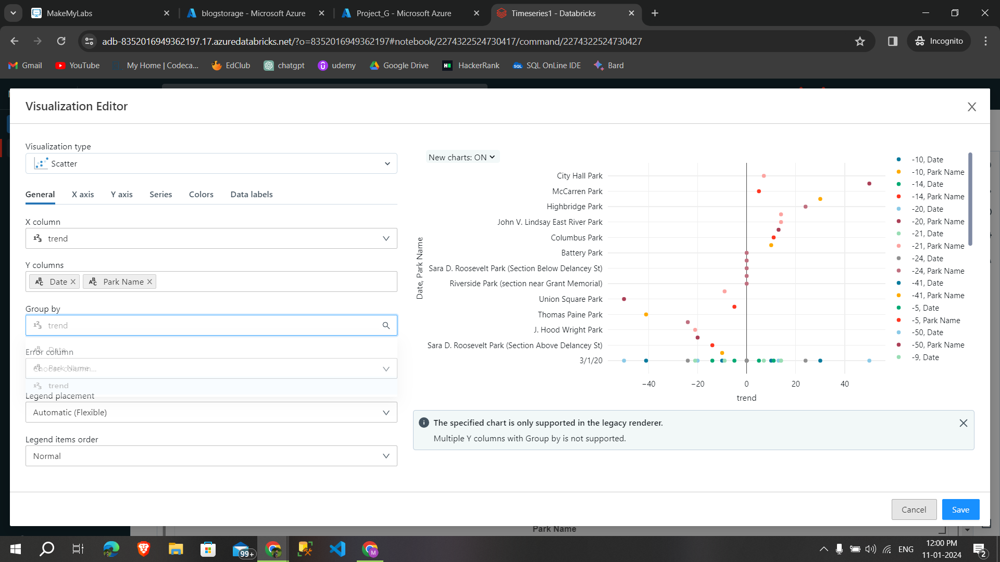 MakeMyLabs
blogstorage - Microsoft Azure
Project_G - Microsoft Azure
Timeseries1 - Databricks
adb-8352016949362197.17.azuredatabricks.net/?o=8352016949362197#notebook/2274322524730417/command/2274322524730427
Incognito
Gmail
YouTube
My Home | Codeca...
EdClub
chatgpt
udemy
Google Drive
HackerRank
SQL OnLine IDE
Bard
Visualization Editor
Visualization type
Scatter
General
X axis
Y axis
Series
Colors
Data labels
X column
trend
Y columns
Date
Park Name
Group by
trend
Date
Error column
Park Name
Choose column...
trend
Legend placement
Automatic (Flexible)
Legend items order
Normal
New charts: ON
Date, Park Name
City Hall Park
McCarren Park
Highbridge Park
John V. Lindsay East River Park
Columbus Park
Battery Park
Sara D. Roosevelt Park (Section Below Delancey St)
Riverside Park (section near Grant Memorial)
Union Square Park
Thomas Paine Park
J. Hood Wright Park
Sara D. Roosevelt Park (Section Above Delancey St)
3/1/20
−40
−20
0
20
40
trend
-10, Date
-10, Park Name
-14, Date
-14, Park Name
-20, Date
-20, Park Name
-21, Date
-21, Park Name
-24, Date
-24, Park Name
-41, Date
-41, Park Name
-5, Date
-5, Park Name
-50, Date
-50, Park Name
-9, Date
The specified chart is only supported in the legacy renderer.
Multiple Y columns with Group by is not supported.
Cancel
Save
Park Name
99+
ENG
12:00 PM
11-01-2024
2